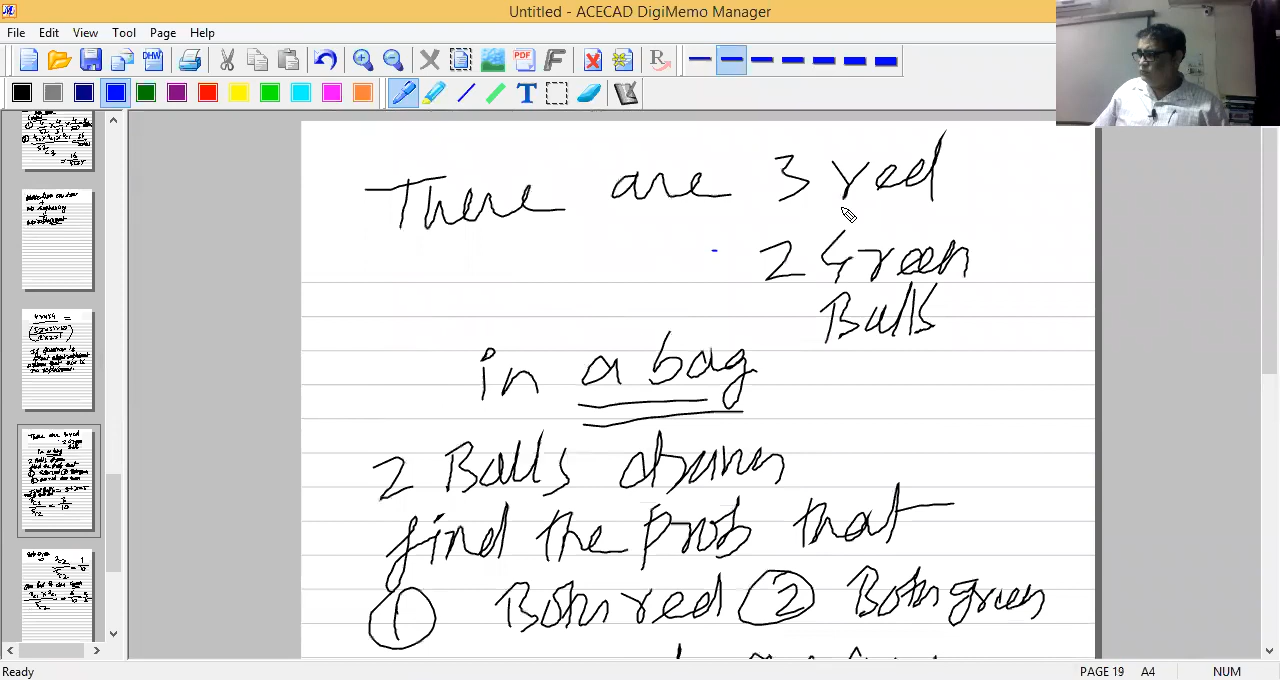 Untitled - ACECAD DigiMemo Manager
File Edit View Tool Page Help
There are 3 red
2 Green
Balls
in a bag
2 Balls drawn
find the Prob that
① Both red ② Both green
Ready
PAGE 19 A4 NUM